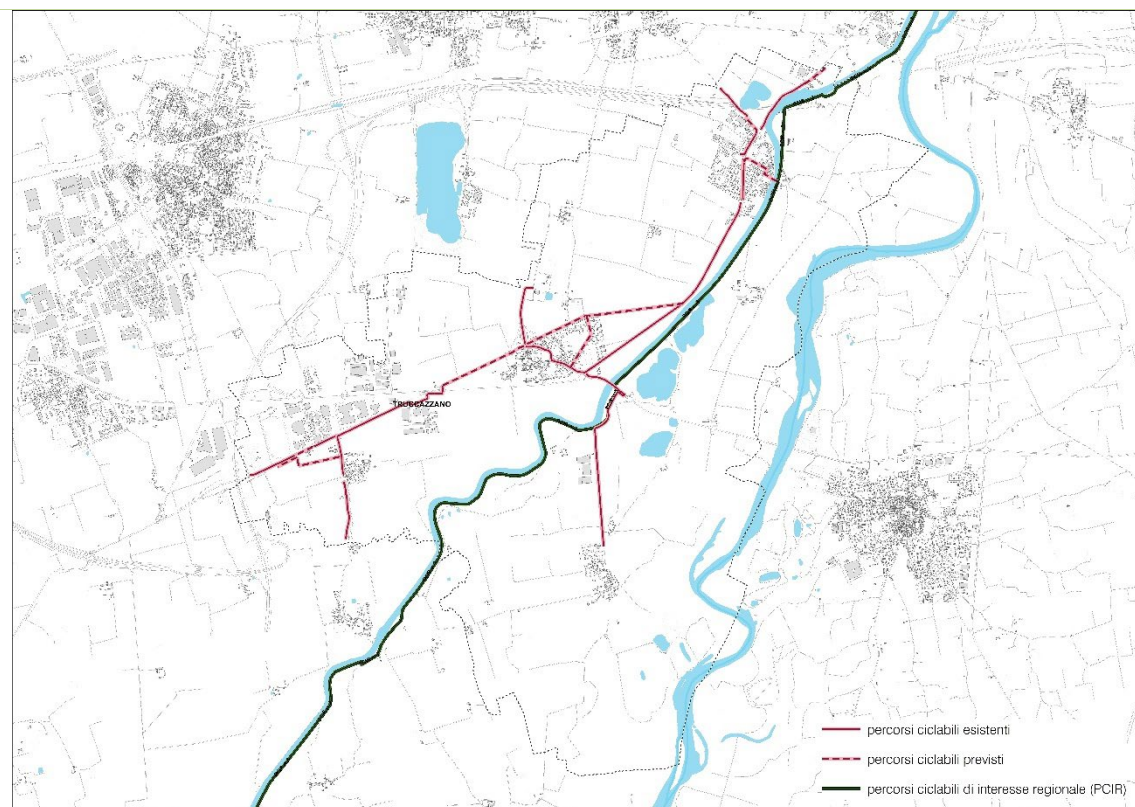 TRUCCAZZANO
percorsi ciclabili esistenti
percorsi ciclabili previsti
percorsi ciclabili di interesse regionale (PCIR)